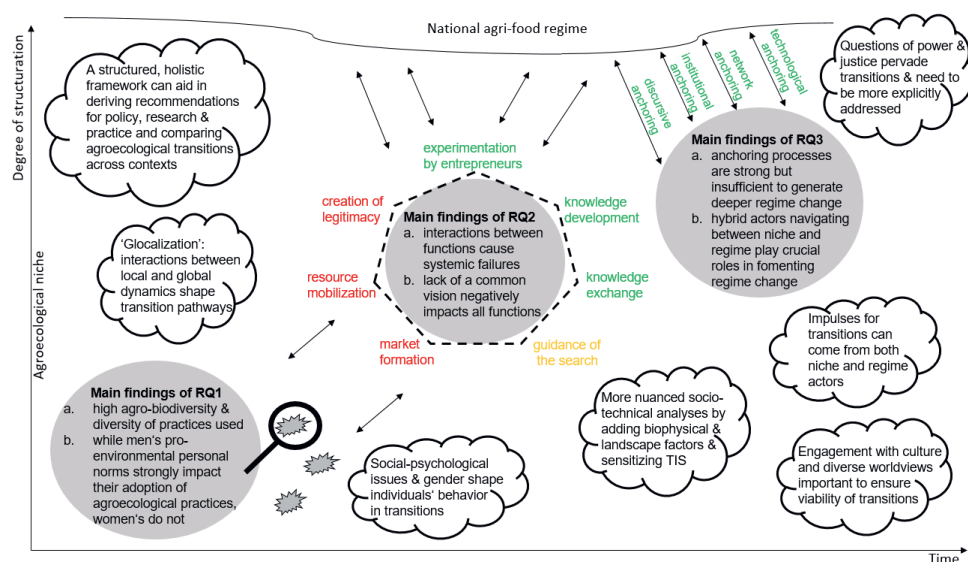 National agri-food regime
Degree of structuration
Agroecological niche
A structured, holistic
framework can aid in
deriving recommendations
for policy, research &
practice and comparing
agroecological transitions
across contexts
discursive
anchoring
institutional
anchoring
network
anchoring
technological
anchoring
Questions of power &
justice pervade
transitions & need to
be more explicitly
addressed
Main findings of RQ3
a. anchoring processes
are strong but
insufficient to generate
deeper regime change
b. hybrid actors navigating
between niche and
regime play crucial
roles in fomenting
regime change
experimentation
by entrepreneurs
creation of
legitimacy
knowledge
development
Main findings of RQ2
a. interactions between
functions cause
systemic failures
b. lack of a common
vision negatively
impacts all functions
'Glocalization':
interactions between
local and global
dynamics shape
transition pathways
resource
mobilization
knowledge
exchange
market
formation
guidance of
the search
Impulses for
transitions can
come from both
niche and regime
actors
Main findings of RQ1
a. high agro-biodiversity &
diversity of practices used
b. while men‘s pro-
environmental personal
norms strongly impact
their adoption of
agroecological practices,
women‘s do not
Social-psychological
issues & gender shape
individuals‘ behavior
in transitions
More nuanced socio-
technical analyses by
adding biophysical &
landscape factors &
sensitizing TIS
Engagement with culture
and diverse worldviews
important to ensure
viability of transitions
Time